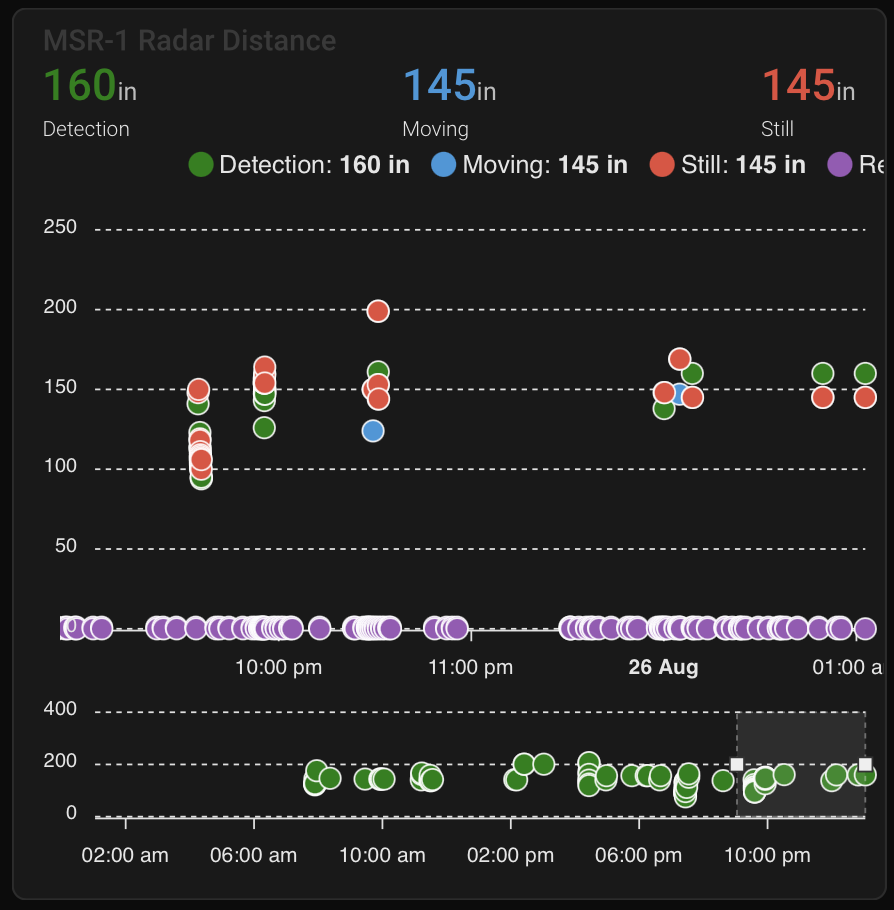 MSR-1 Radar Distance
160in 145in 145in
Detection Moving Still
Detection: 160 in Moving: 145 in Still: 145 in Re
250
200
150
100
50
0
10:00 pm 11:00 pm 26 Aug 01:00 a
400
200
0
02:00 am 06:00 am 10:00 am 02:00 pm 06:00 pm 10:00 pm